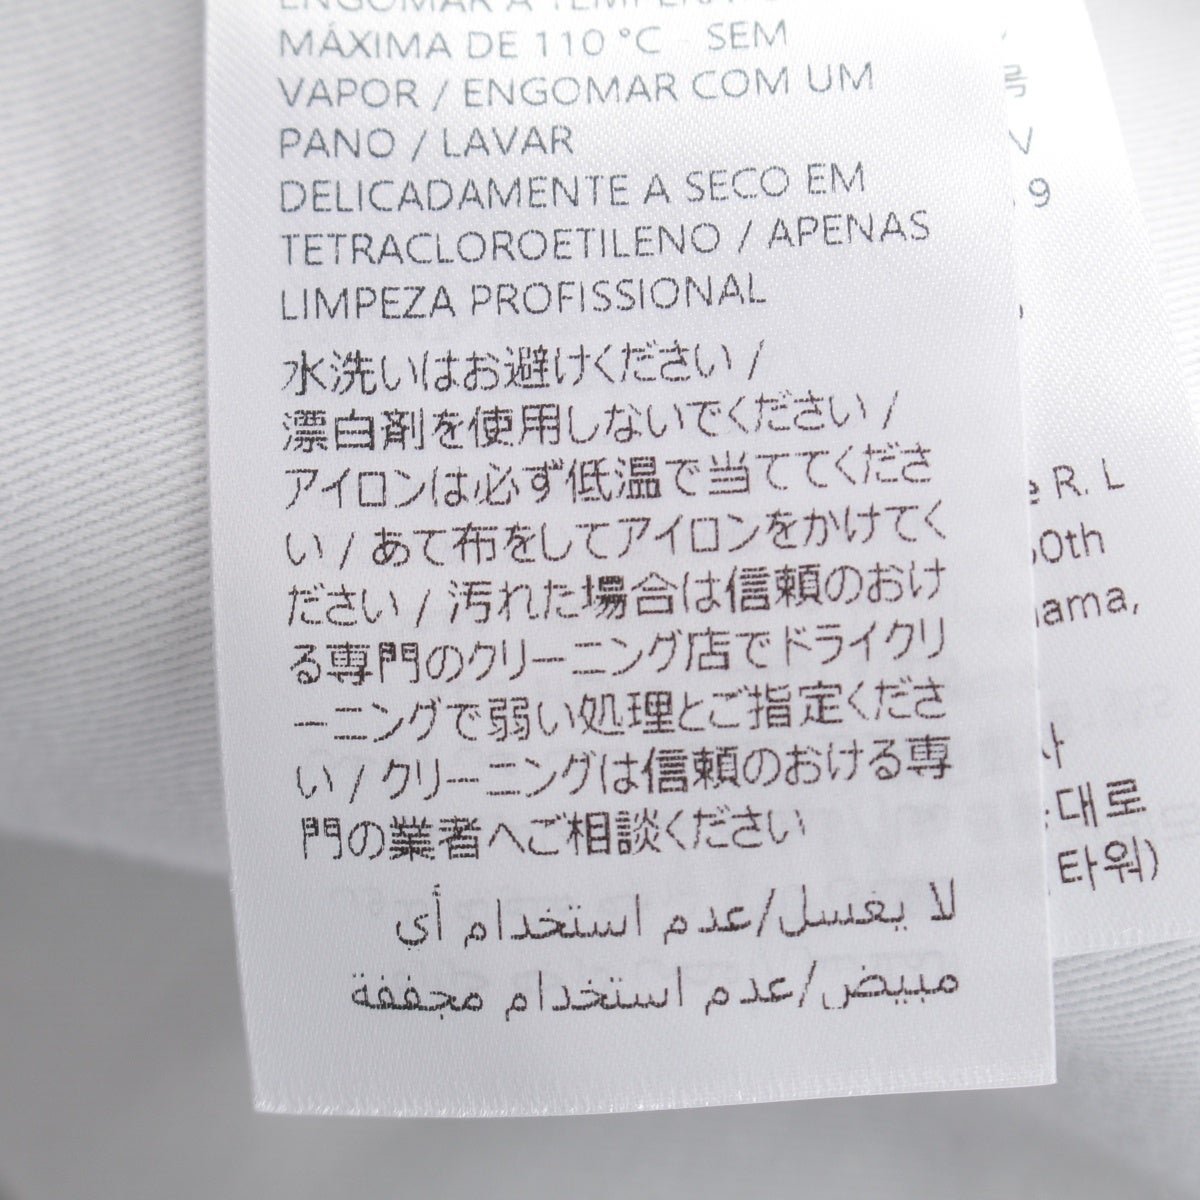 ENGOMAR A
MÁXIMA DE 110 °C - SEM
VAPOR / ENGOMAR COM UM
PANO / LAVAR
DELICADAMENTE A SECO EM
TETRACLOROETILENO / APENAS
LIMPEZA PROFISSIONAL
水洗いはお避けください /
漂白剤を使用しないでください /
アイロンは必ず低温で当ててくださ
い / あて布をしてアイロンをかけてく
ださい / 汚れた場合は信頼のおけ
る専門のクリーニング店でドライクリ
ーニングで弱い処理とご指定くださ
い / クリーニングは信頼のおける専
門の業者へご相談ください
لا يغسل/عدم استخدام أي
مبيض/عدم استخدام مجففة
9
R. L
0th
ama,
대로
타워)